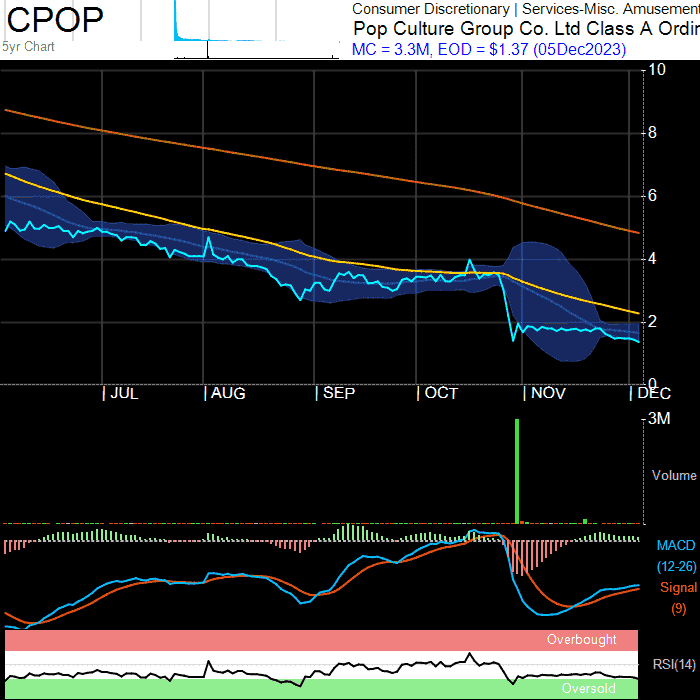 CPOP
5yr Chart
Consumer Discretionary | Services-Misc. Amusement
Pop Culture Group Co. Ltd Class A Ordin
MC = 3.3M, EOD = $1.37 (05Dec2023)
10
8
6
4
2
0
JUL
AUG
SEP
OCT
NOV
DEC
3M
Volume
MACD
(12-26)
Signal
(9)
Overbought
RSI(14)
Oversold